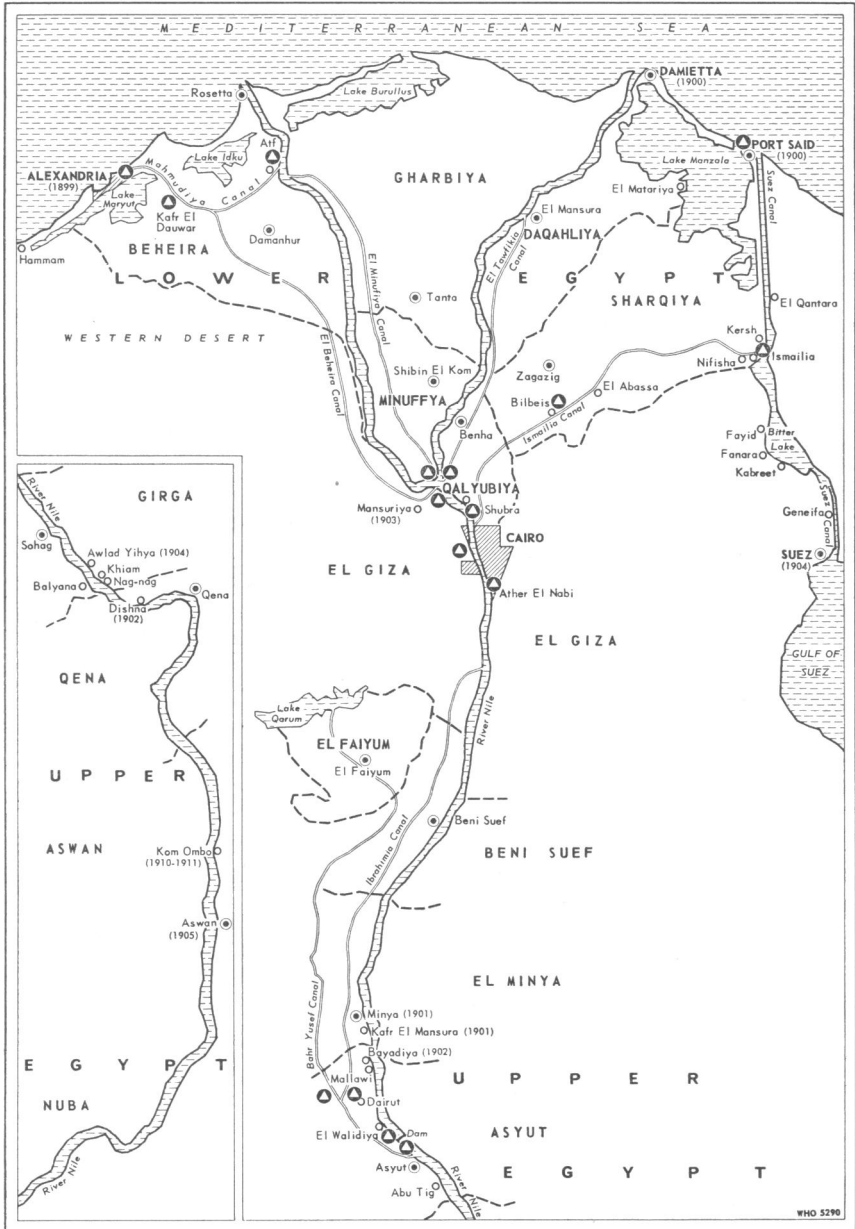 MEDITERRANEAN SEA
DAMIETTA
(1900)
Rosetta
Lake Burullus
Atf
Lake Idku
PORT SAID
(1900)
Lake Manzala
ALEXANDRIA
(1899)
Mahmudiya Canal
GHARBIYA
Suez Canal
Lake Maryut
Kafr El
Dauwar
El Matariya
El Mansura
DAQAHLIYA
BEHEIRA
Damanhur
Hammam
El Minufiya Canal
El Tawfikia
Canal
LOWER EGYPT
Tanta
SHARQIYA
El Qantara
WESTERN DESERT
El Beheira Canal
Kersh
Ismailia
Nifisha
Shibin El Kom
Zagazig
MINUFFYA
Bilbeis
El Abassa
Ismailia Canal
Benha
Fayid
Bitter
Lake
Fanara
Kabreet
QALYUBIYA
Mansuriya
(1903)
Shubra
Suez Canal
Geneifa
CAIRO
SUEZ
(1904)
EL GIZA
Ather El Nabi
EL GIZA
GULF OF
SUEZ
Lake
Qarum
River Nile
EL FAIYUM
El Faiyum
Ibrahimia Canal
Beni Suef
BENI SUEF
Bahr Yusef Canal
EL MINYA
Minya (1901)
Kafr El Mansura (1901)
Bayadiya (1902)
Mallawi
UPPER
Dairut
El Walidiya
Dam
ASYUT
Asyut
EGYPT
Abu Tig
River Nile
River Nile
GIRGA
Sohag
Awlad Yihya (1904)
Khiam
Nag-nag
Balyana
Dishna
(1902)
Qena
QENA
UPPER
ASWAN
Kom Ombo
(1910-1911)
Aswan
(1905)
EGYPT
NUBA
River Nile
WHO 5290